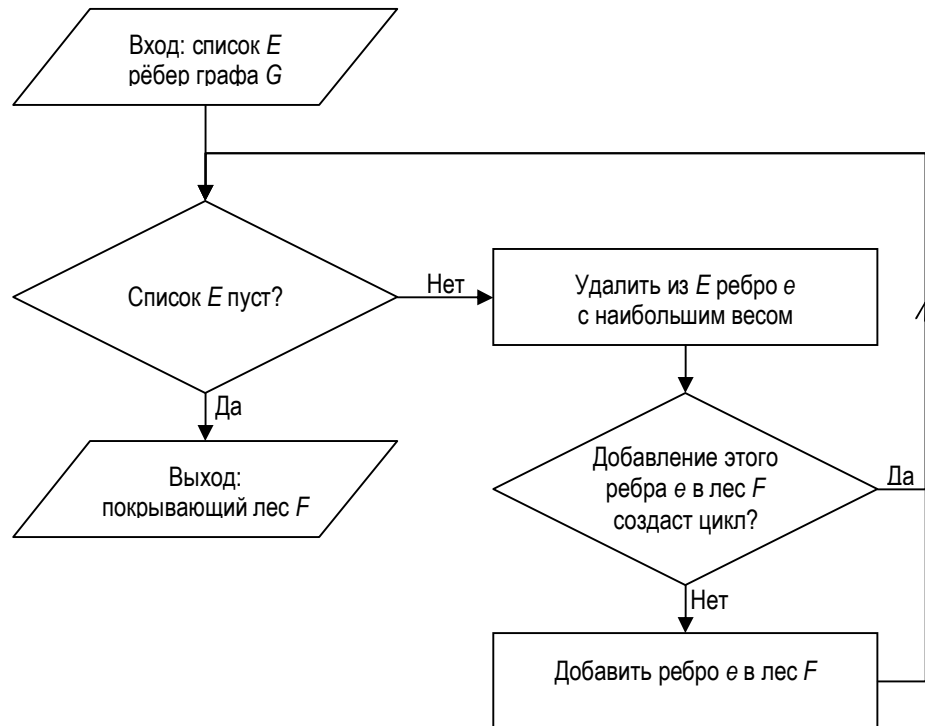 Вход: список E
рёбер графа G
Список E пуст?
Нет
Удалить из E ребро e
с наибольшим весом
Да
Выход:
покрывающий лес F
Добавление этого
ребра e в лес F
создаст цикл?
Да
Нет
Добавить ребро e в лес F